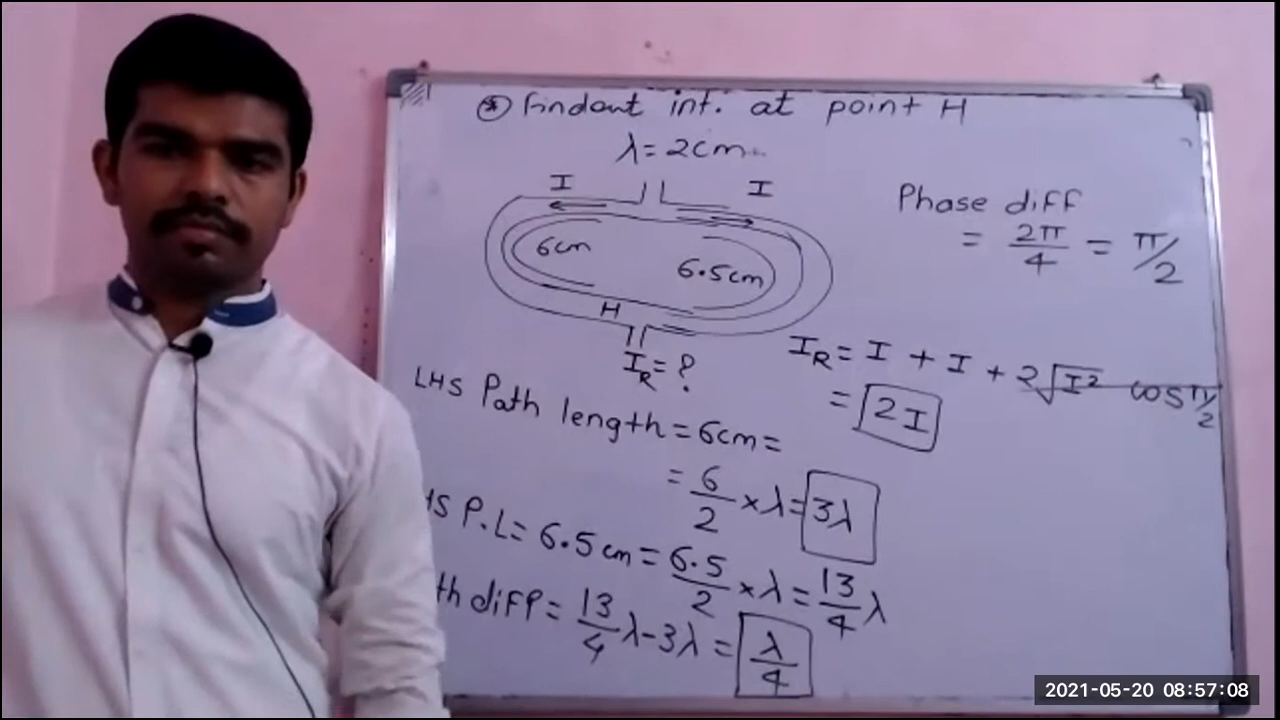 * Findout int. at point H
λ = 2cm
I I
6cm 6.5cm
H
I_R = ?
Phase diff
= 2π/4 = π/2
I_R = I + I + 2√I² cos π/2
= 2I
LHS Path length = 6cm =
= 6/2 × λ = 3λ
HS P.L = 6.5cm = 6.5/2 × λ = 13/4 λ
th diff = 13/4 λ - 3λ = λ/4
2021-05-20 08:57:08